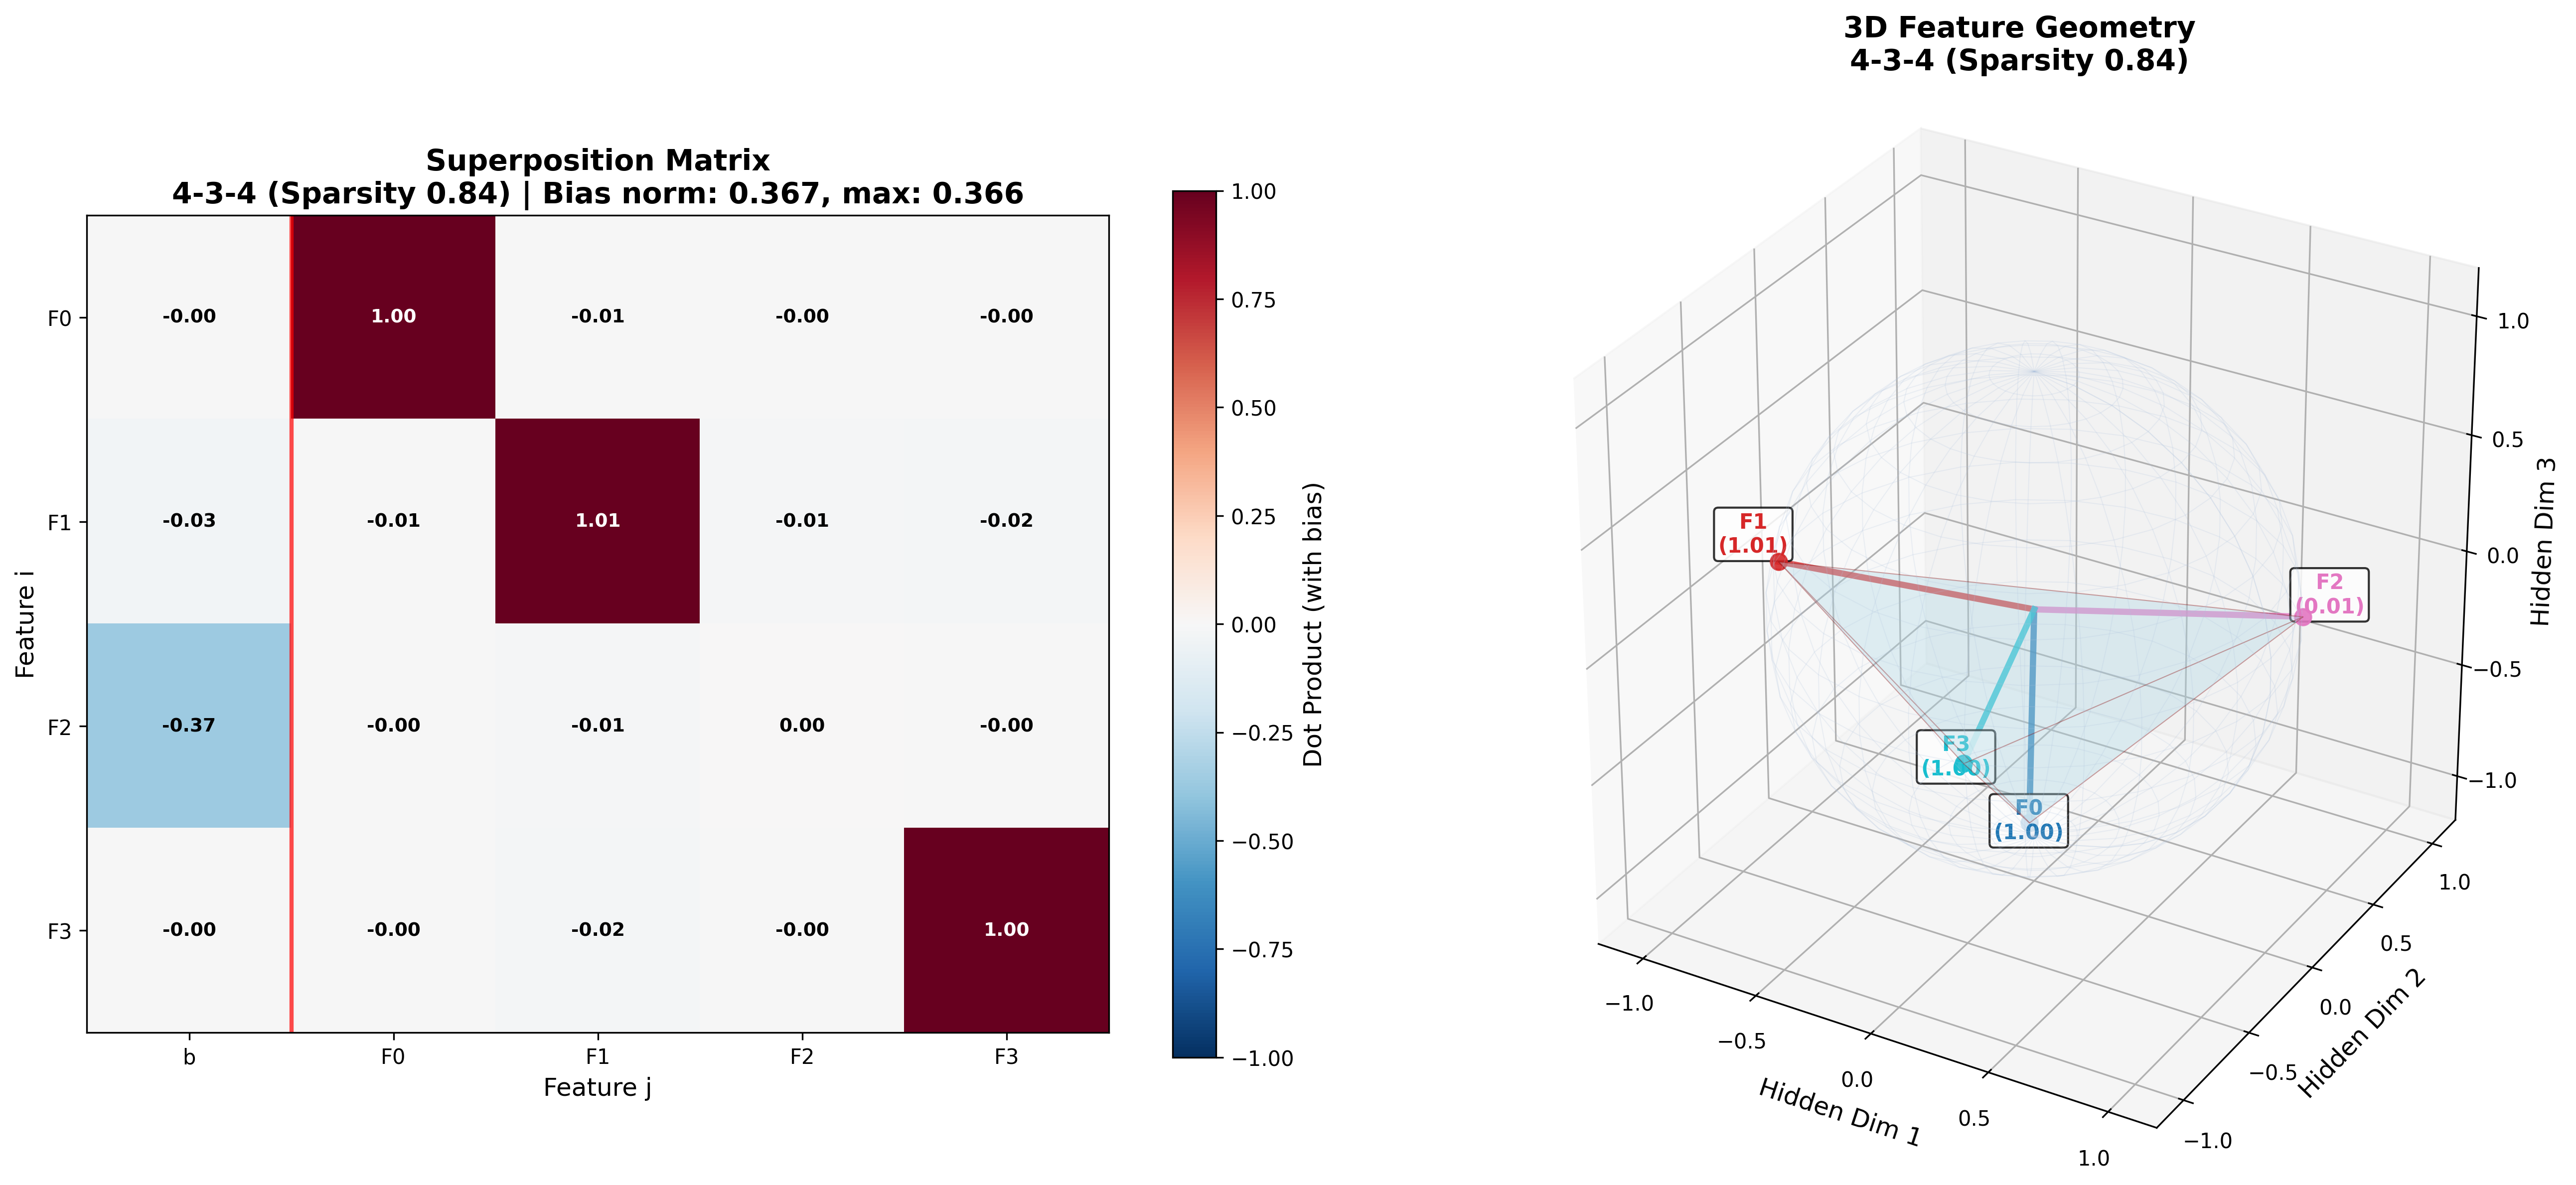 Superposition Matrix
4-3-4 (Sparsity 0.84) | Bias norm: 0.367, max: 0.366
F0 -0.00 1.00 -0.01 -0.00 -0.00
F1 -0.03 -0.01 1.01 -0.01 -0.02
F2 -0.37 -0.00 -0.01 0.00 -0.00
F3 -0.00 -0.00 -0.02 -0.00 1.00
b F0 F1 F2 F3
Feature j
Feature i
1.00
0.75
0.50
0.25
0.00
−0.25
−0.50
−0.75
−1.00
Dot Product (with bias)
3D Feature Geometry
4-3-4 (Sparsity 0.84)
F1
(1.01)
F2
(0.01)
F3
(1.00)
F0
(1.00)
1.0
0.5
0.0
−0.5
−1.0
Hidden Dim 3
−1.0
−0.5
0.0
0.5
1.0
Hidden Dim 1
1.0
0.5
0.0
−0.5
−1.0
Hidden Dim 2